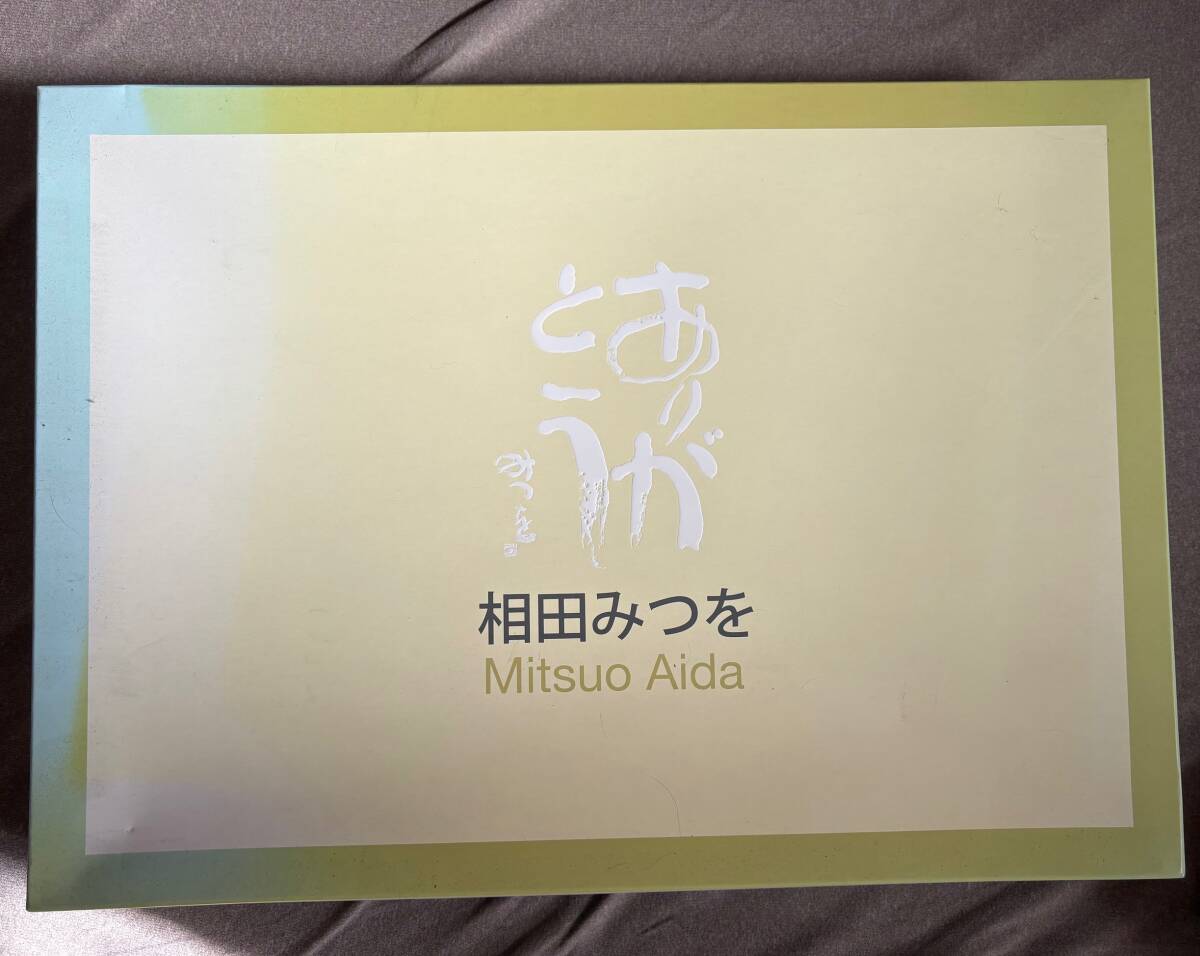 ありが
とう
みつを
相田みつを
Mitsuo Aida